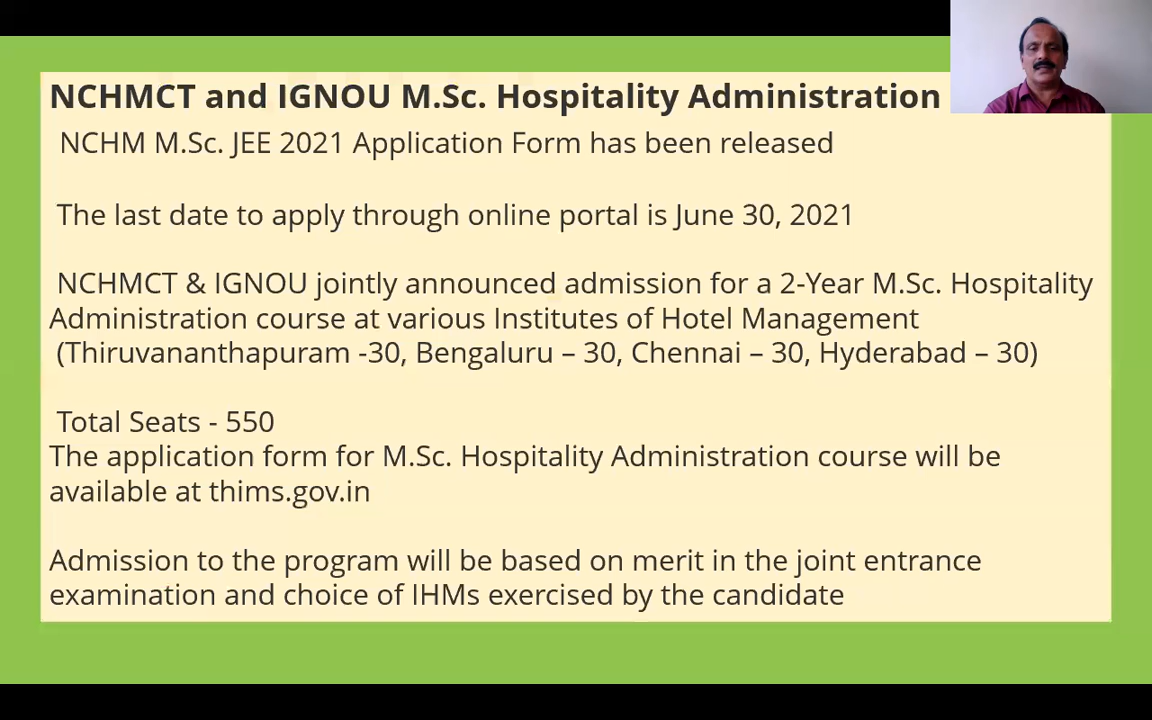 NCHMCT and IGNOU M.Sc. Hospitality Administration
NCHM M.Sc. JEE 2021 Application Form has been released
The last date to apply through online portal is June 30, 2021
NCHMCT & IGNOU jointly announced admission for a 2-Year M.Sc. Hospitality
Administration course at various Institutes of Hotel Management
(Thiruvananthapuram -30, Bengaluru – 30, Chennai – 30, Hyderabad – 30)
Total Seats - 550
The application form for M.Sc. Hospitality Administration course will be
available at thims.gov.in
Admission to the program will be based on merit in the joint entrance
examination and choice of IHMs exercised by the candidate